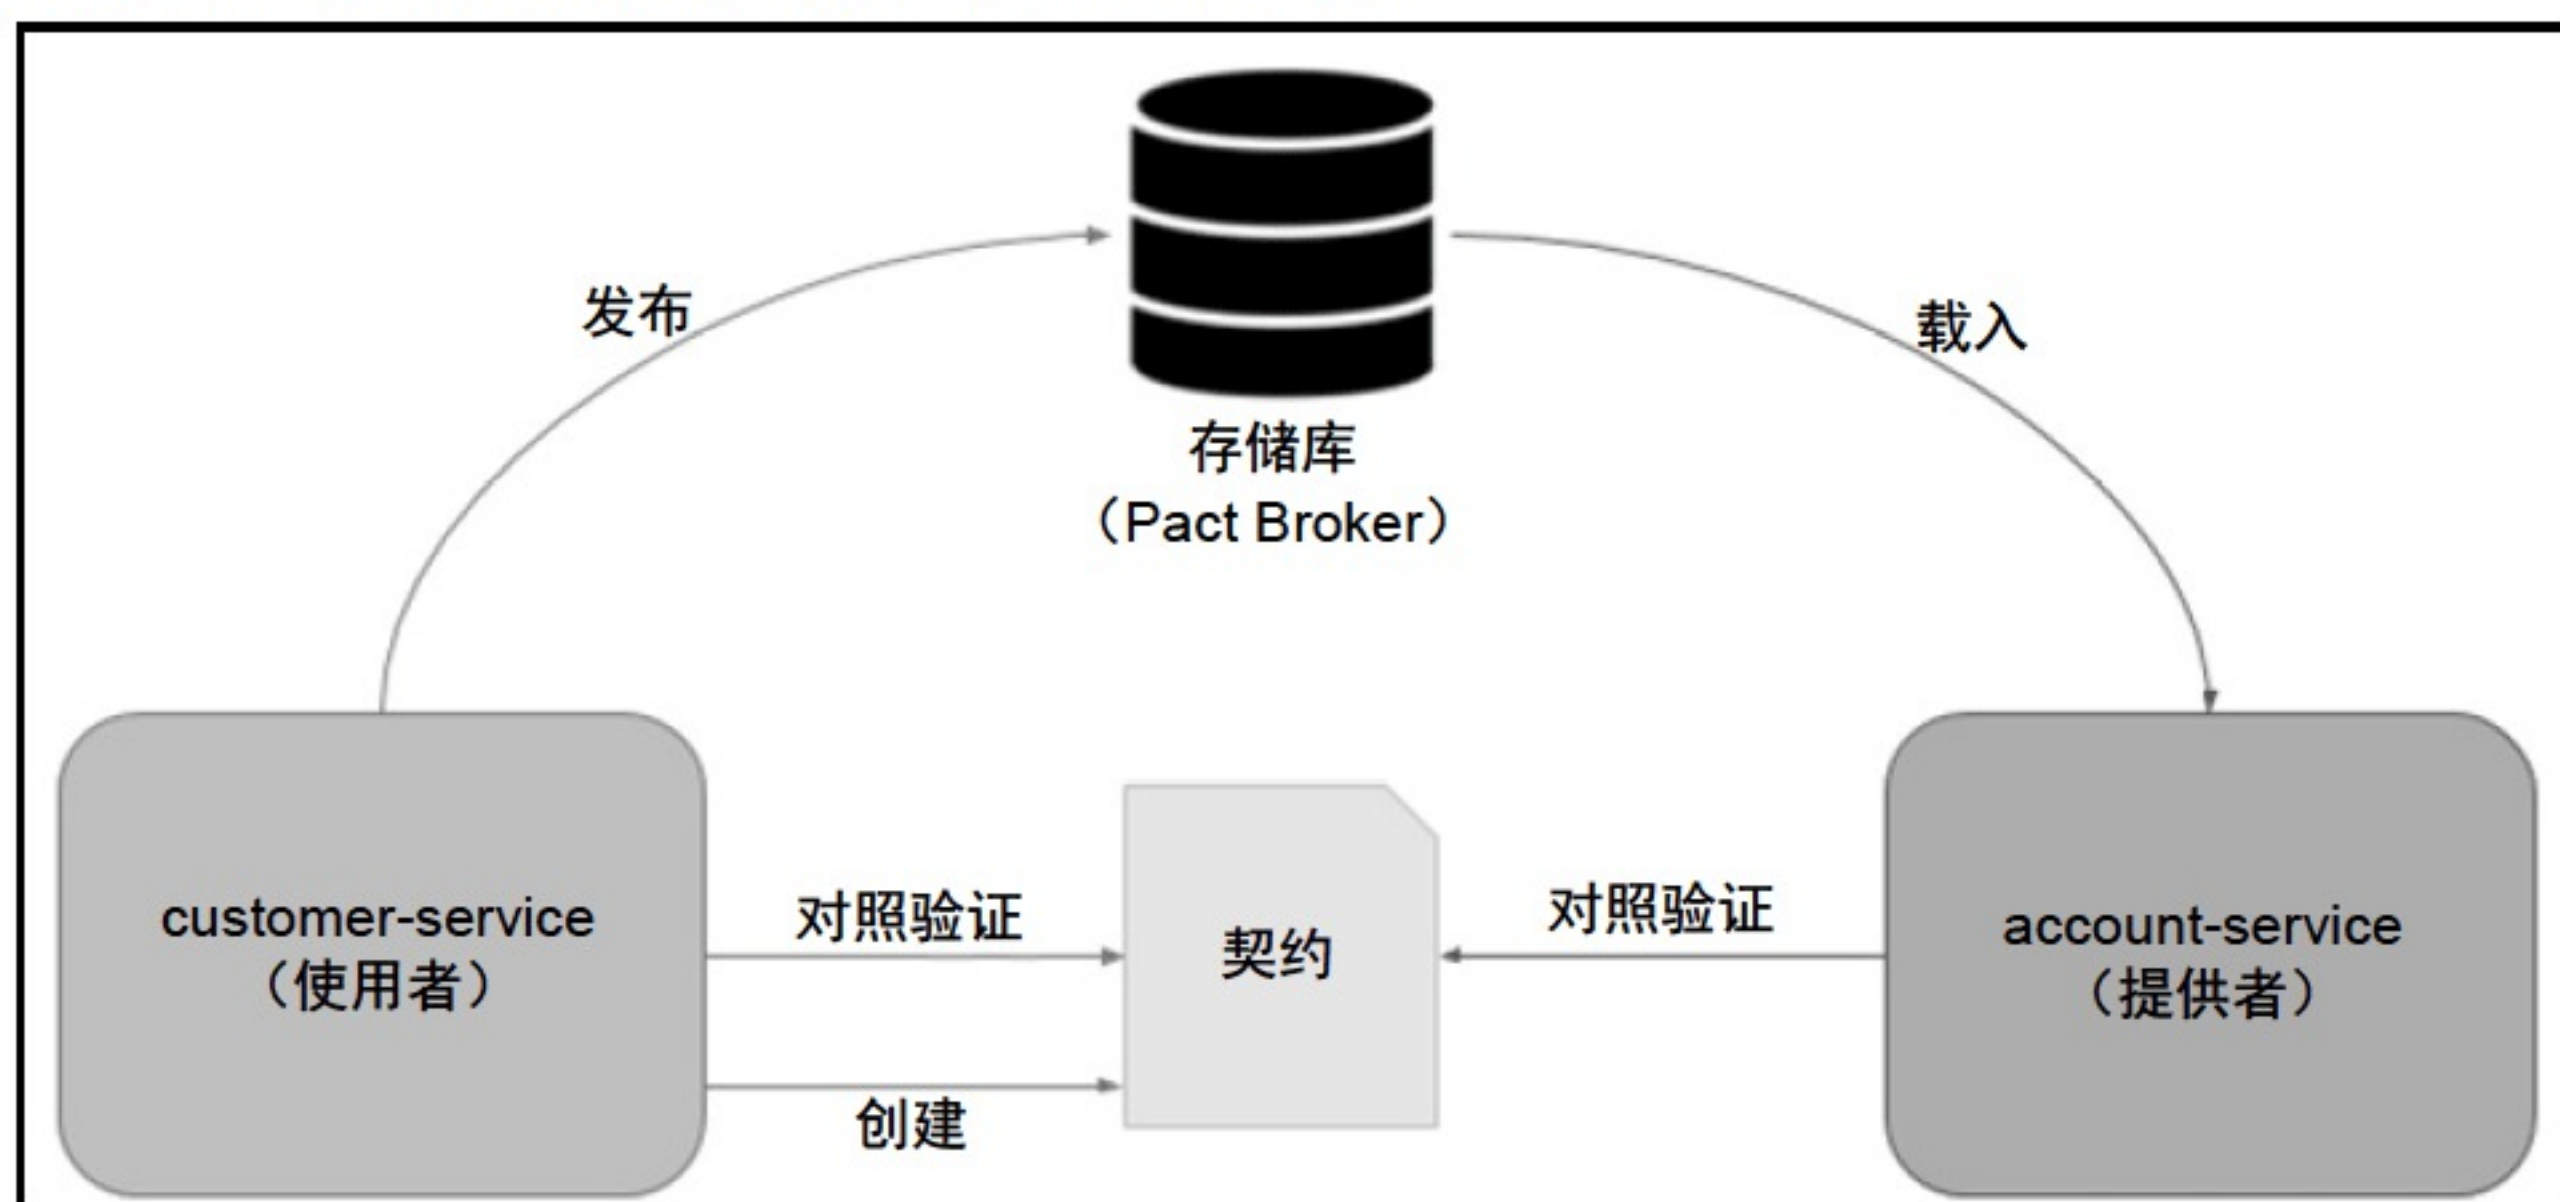 发布
载入
存储库
（Pact Broker）
customer-service
（使用者）
对照验证
创建
契约
对照验证
account-service
（提供者）